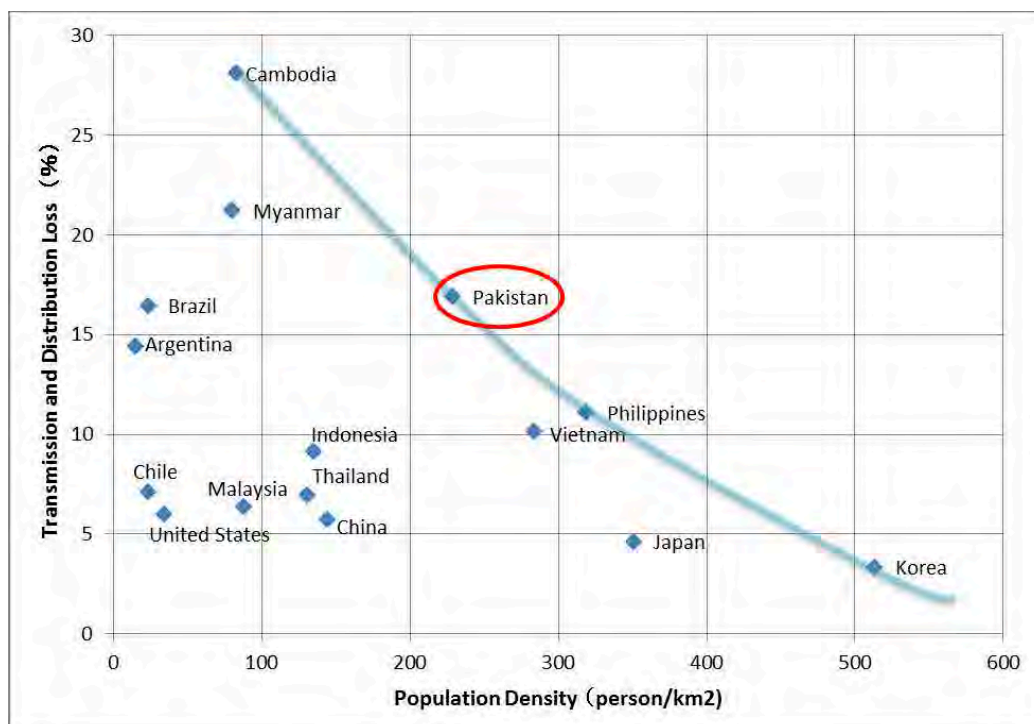 30
25
20
15
10
5
0
Transmission and Distribution Loss （%）
Cambodia
Myanmar
Pakistan
Brazil
Argentina
Philippines
Indonesia
Vietnam
Chile
Malaysia
Thailand
United States
China
Japan
Korea
0 100 200 300 400 500 600
Population Density（person/km2）